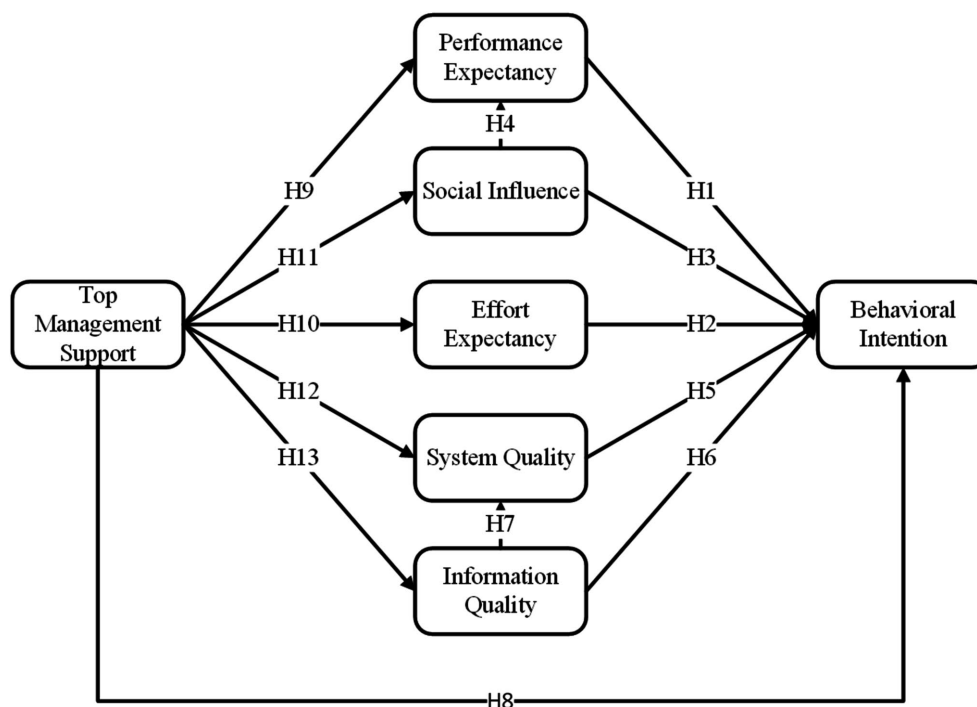 Performance
Expectancy
H4
Social Influence
H9
H1
H11
H3
Top
Management
Support
H10
Effort
Expectancy
H2
Behavioral
Intention
H12
H5
System Quality
H13
H6
H7
Information
Quality
H8